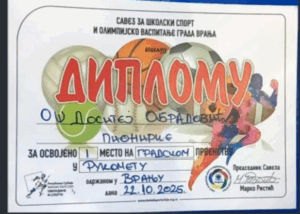 САВЕЗ ЗА ШКОЛСКИ СПОРТ
И ОЛИМПИЈСКО ВАСПИТАЊЕ ГРАДА ВРАЊА
ДИПЛОМУ
ОШ ДОСИТЕЈ ОБРАДОВИЋ
ПИОНИРКЕ
ЗА ОСВОЈЕНО I МЕСТО НА ГРАДСКОМ ПРВЕНСТВУ
У РУКОМЕТУ
одржаном у ВРАЊУ
дана 22.10.2025.
Председник Савеза
Марко Ристић